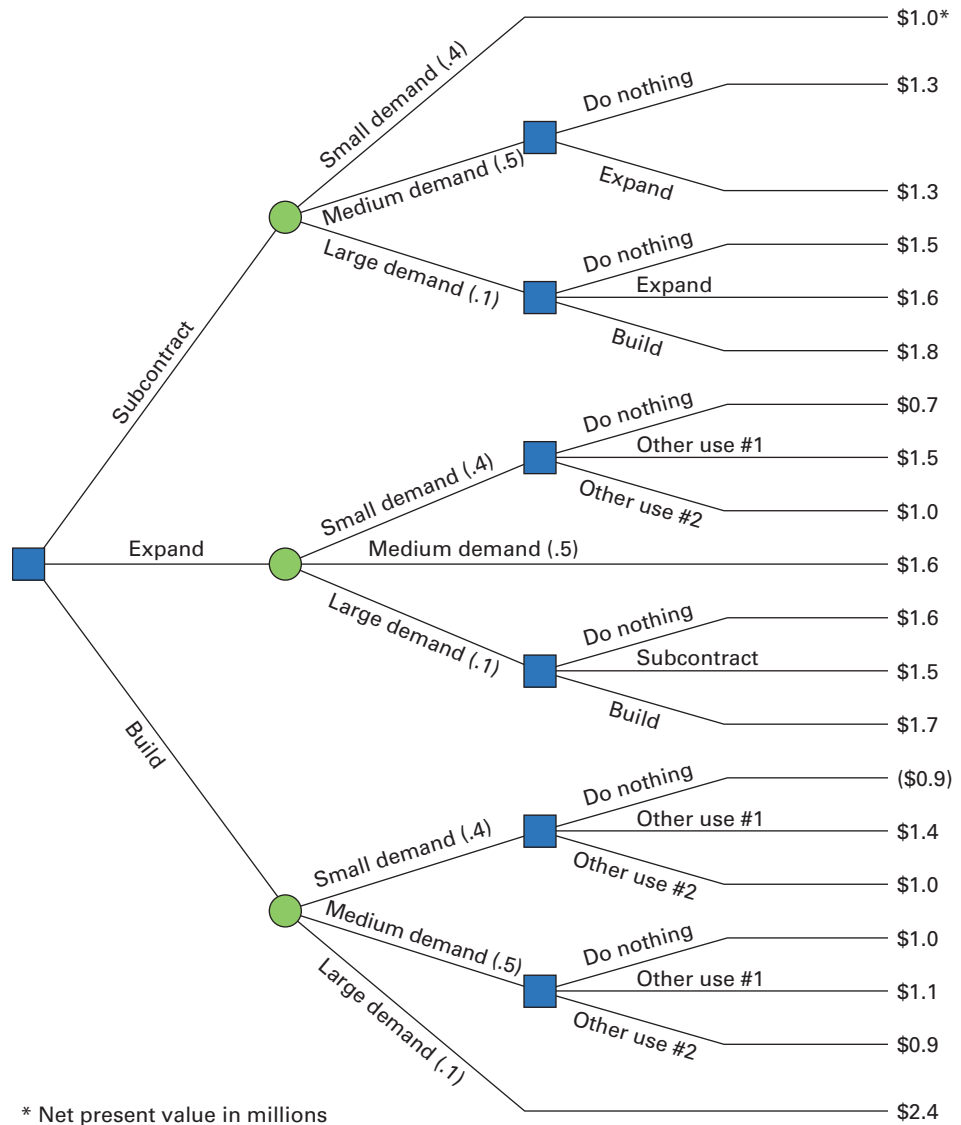 $1.0*
Small demand (.4)
Do nothing
$1.3
Medium demand (.5)
Expand
$1.3
Large demand (.1)
Do nothing
$1.5
Expand
$1.6
Build
$1.8
Subcontract
Do nothing
$0.7
Small demand (.4)
Other use #1
$1.5
Other use #2
$1.0
Expand
Medium demand (.5)
$1.6
Large demand (.1)
Do nothing
$1.6
Subcontract
$1.5
Build
$1.7
Build
Do nothing
($0.9)
Small demand (.4)
Other use #1
$1.4
Other use #2
$1.0
Medium demand (.5)
Do nothing
$1.0
Other use #1
$1.1
Other use #2
$0.9
Large demand (.1)
$2.4
* Net present value in millions